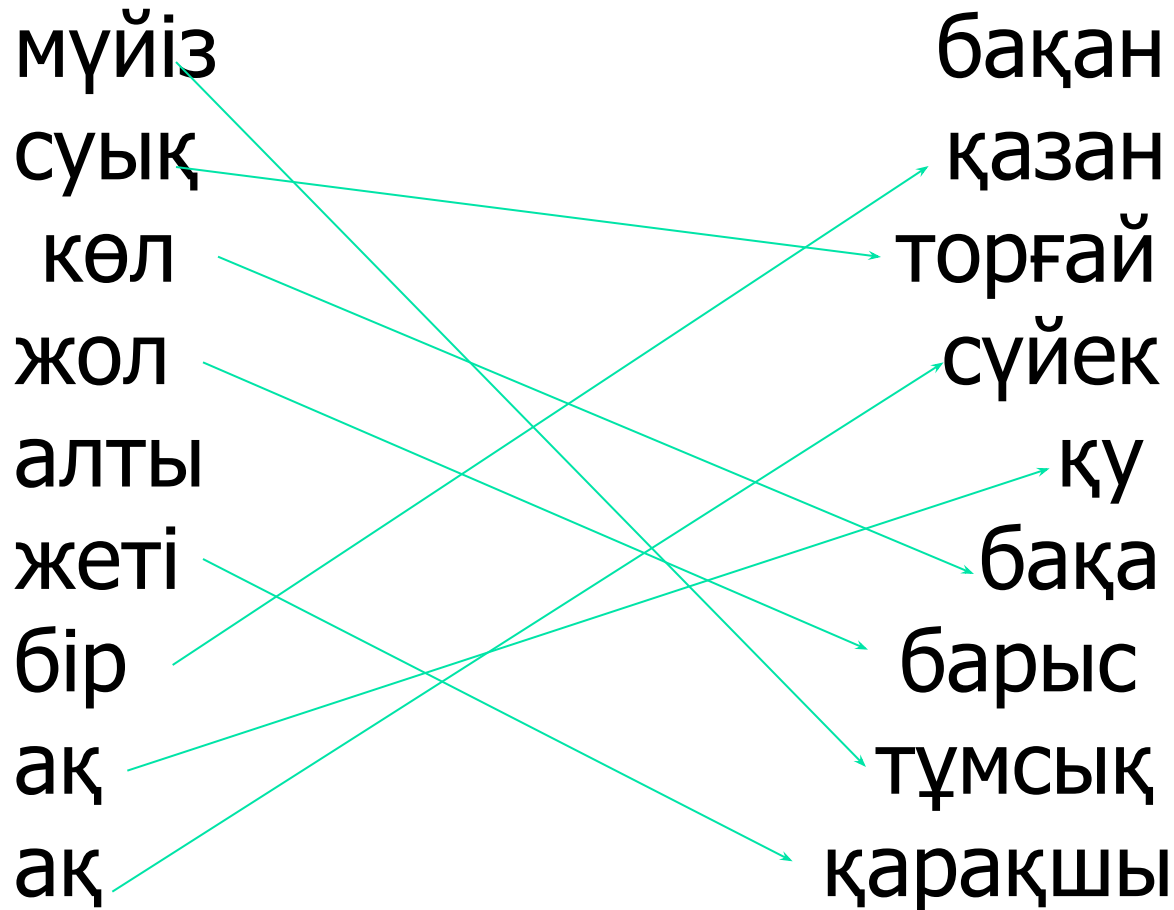 мүйіз бақан
суық қазан
көл торғай
жол сүйек
алты қу
жеті бақа
бір барыс
ақ тұмсық
ақ қарақшы